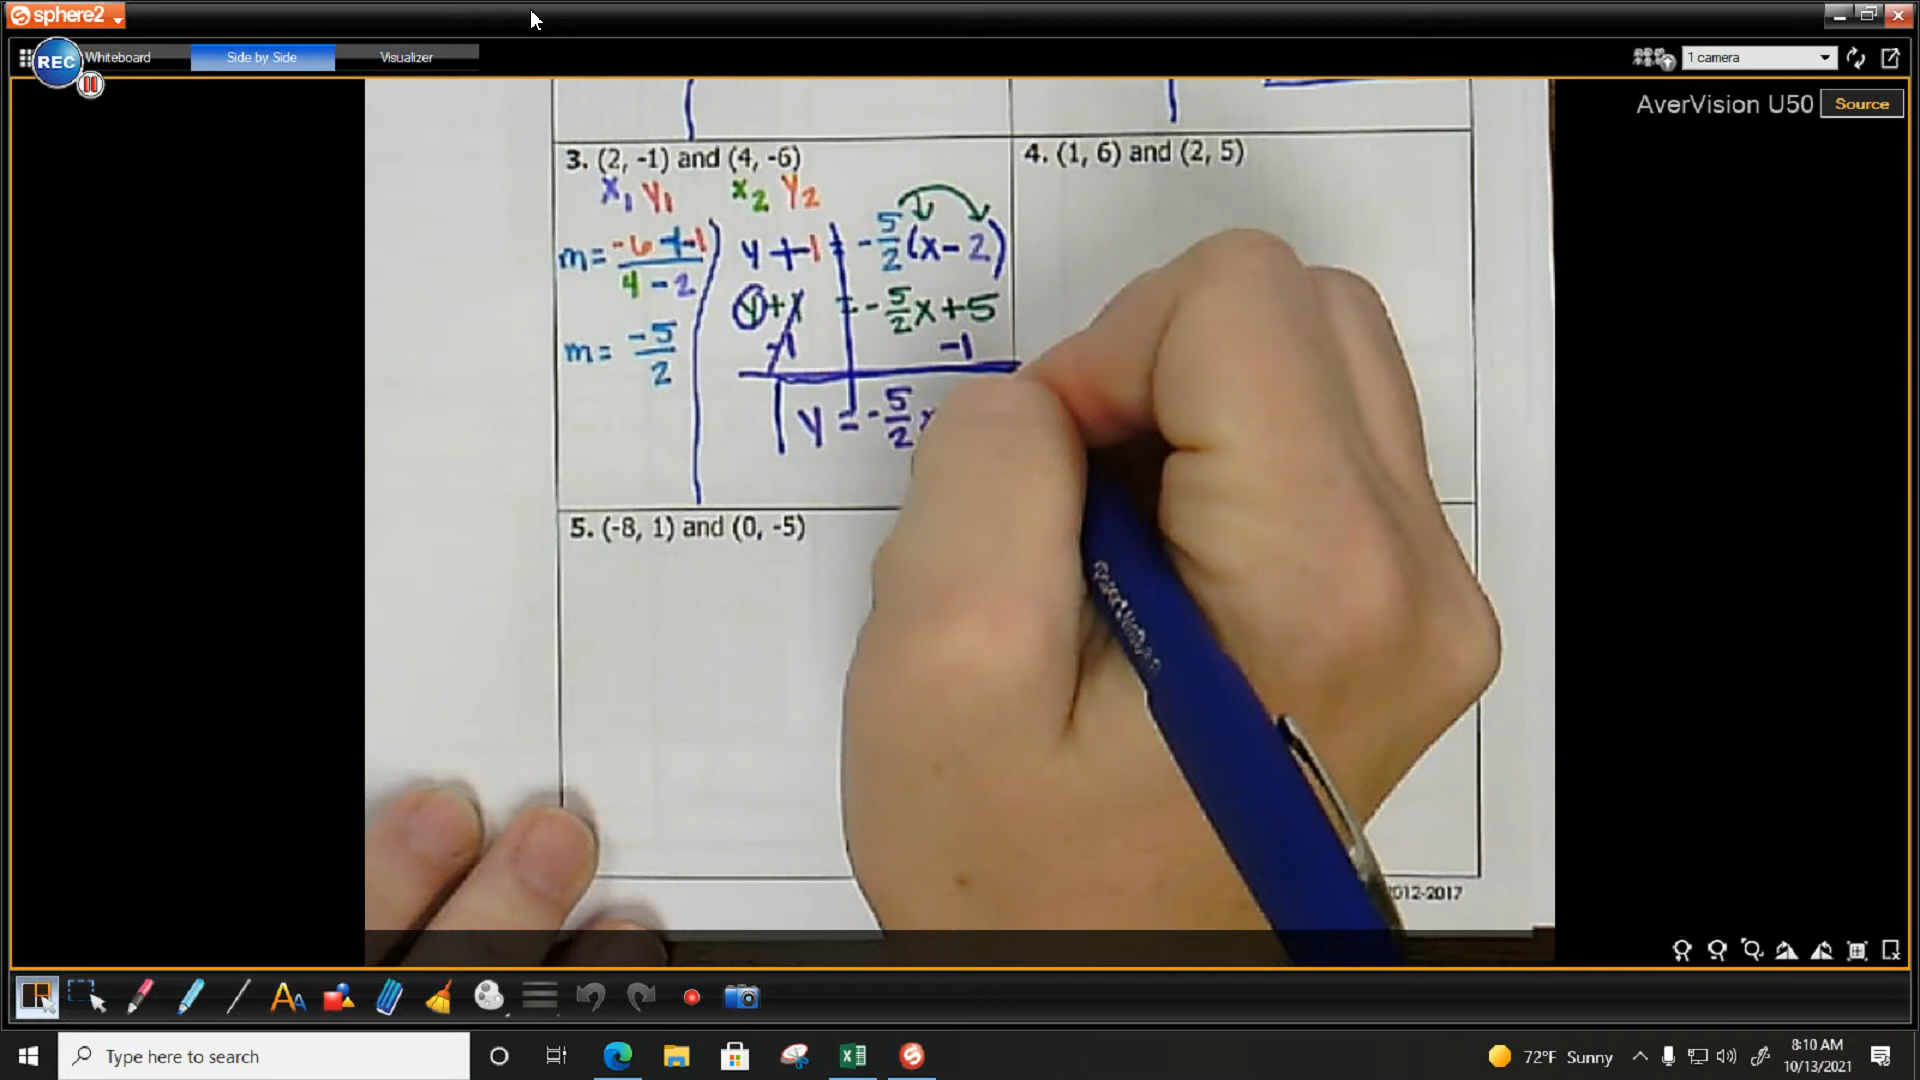 sphere2
REC
Whiteboard
Side by Side
Visualizer
1 camera
AverVision U50
Source
3. (2, -1) and (4, -6)
x₁ y₁ x₂ y₂
m = -6 + -1
4 - 2
m = -5
2
y + -1 = -5/2 (x - 2)
y + 1 = -5/2 x + 5
-1 -1
y = -5/2 x
4. (1, 6) and (2, 5)
5. (-8, 1) and (0, -5)
2012-2017
Type here to search
72°F Sunny
8:10 AM
10/13/2021